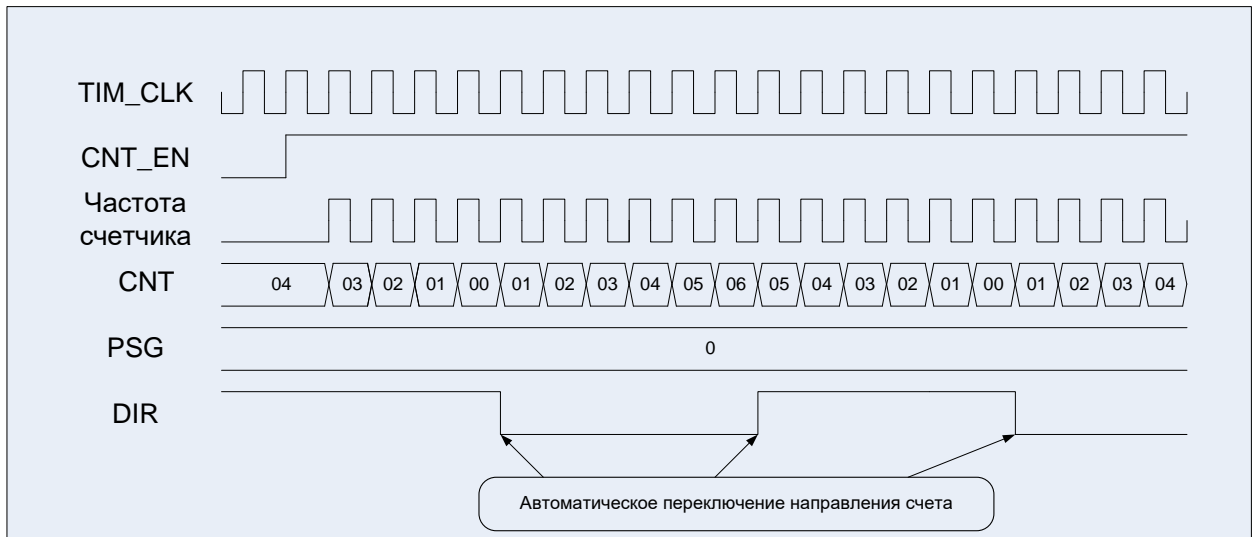 TIM_CLK
CNT_EN
Частота
счетчика
CNT
04 03 02 01 00 01 02 03 04 05 06 05 04 03 02 01 00 01 02 03 04
PSG
0
DIR
Автоматическое переключение направления счета